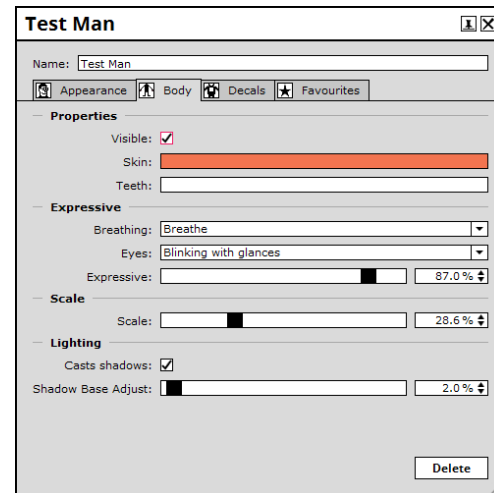 Test Man
Name: Test Man
Appearance Body Decals Favourites
Properties
Visible:
Skin:
Teeth:
Expressive
Breathing: Breathe
Eyes: Blinking with glances
Expressive: 87.0 %
Scale
Scale: 28.6 %
Lighting
Casts shadows:
Shadow Base Adjust: 2.0 %
Delete